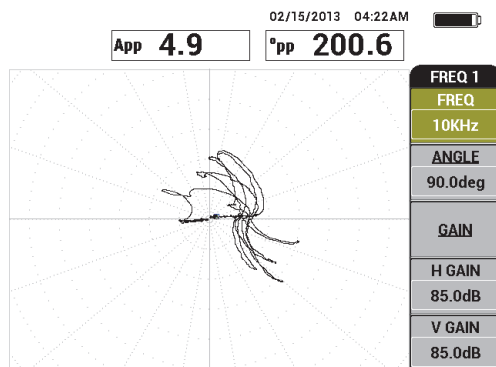 02/15/2013 04:22AM
App 4.9
°pp 200.6
FREQ 1
FREQ
10KHz
ANGLE
90.0deg
GAIN
H GAIN
85.0dB
V GAIN
85.0dB